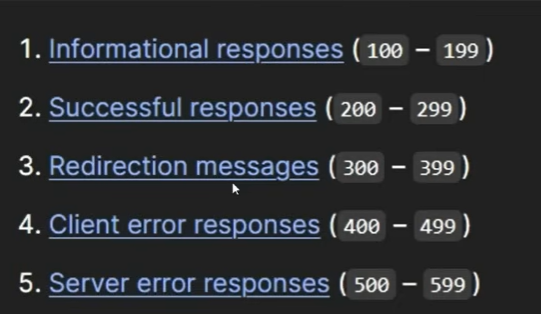 1. Informational responses (100 – 199)
2. Successful responses (200 – 299)
3. Redirection messages (300 – 399)
4. Client error responses (400 – 499)
5. Server error responses (500 – 599)